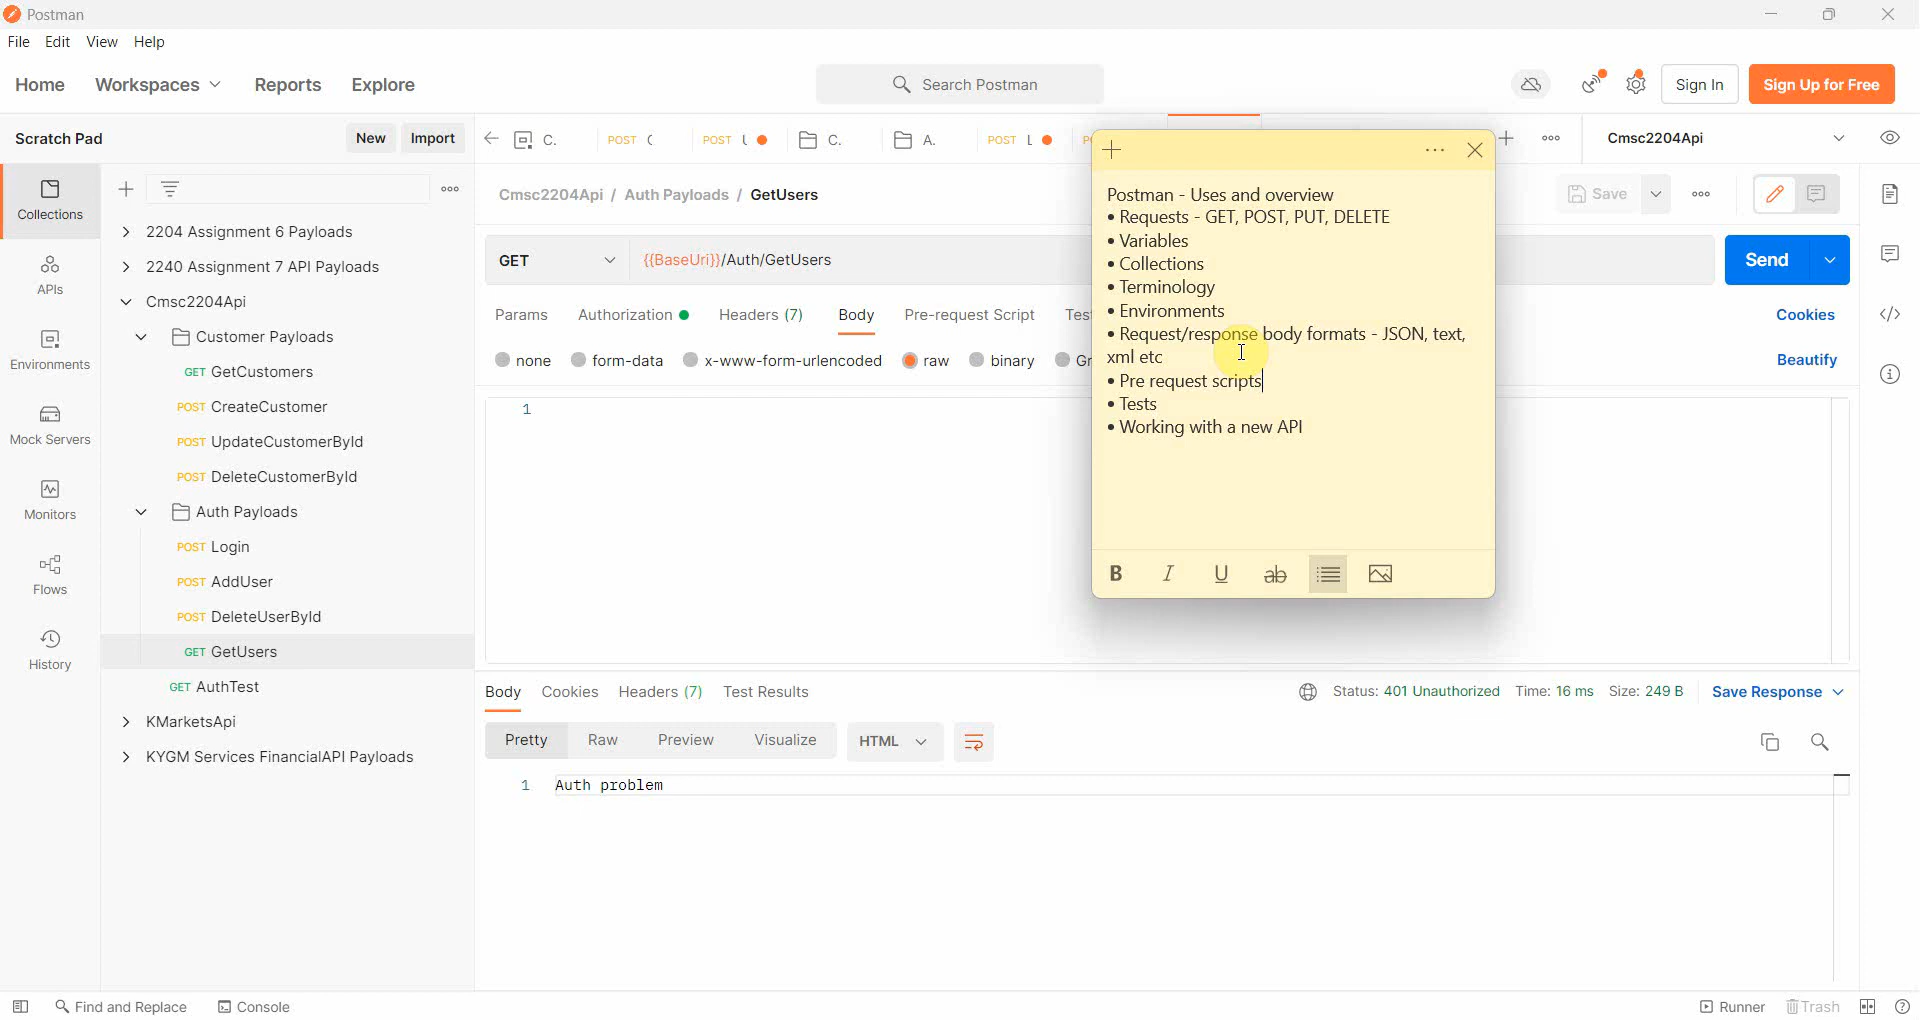 Postman
File Edit View Help
Home Workspaces Reports Explore
Search Postman
Sign In
Sign Up for Free
Scratch Pad
New
Import
C.
POST
POST
C.
A.
POST L
Cmsc2204Api
Collections
APIs
Environments
Mock Servers
Monitors
Flows
History
2204 Assignment 6 Payloads
2240 Assignment 7 API Payloads
Cmsc2204Api
Customer Payloads
GET GetCustomers
POST CreateCustomer
POST UpdateCustomerById
POST DeleteCustomerById
Auth Payloads
POST Login
POST AddUser
POST DeleteUserById
GET GetUsers
GET AuthTest
KMarketsApi
KYGM Services FinancialAPI Payloads
Cmsc2204Api / Auth Payloads / GetUsers
Save
GET
{{BaseUri}}/Auth/GetUsers
Send
Params Authorization Headers (7) Body Pre-request Script
Cookies
none form-data x-www-form-urlencoded raw binary
Beautify
1
Postman - Uses and overview
• Requests - GET, POST, PUT, DELETE
• Variables
• Collections
• Terminology
• Environments
• Request/response body formats - JSON, text,
xml etc
• Pre request scripts
• Tests
• Working with a new API
B I U ab
Body Cookies Headers (7) Test Results
Status: 401 Unauthorized Time: 16 ms Size: 249 B
Save Response
Pretty Raw Preview Visualize
HTML
1 Auth problem
Find and Replace
Console
Runner
Trash